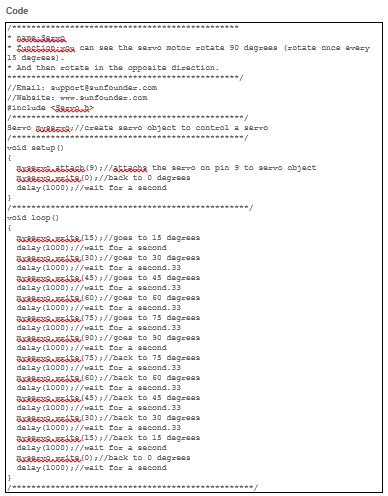 Code
/*******************************************
* name:Servo
* function:you can see the servo motor rotate 90 degrees (rotate once every
15 degrees).
* And then rotate in the opposite direction.
********************************************/
//Email: support@sunfounder.com
//Website: www.sunfounder.com
#include <Servo.h>
/********************************************/
Servo myservo;//create servo object to control a servo
/********************************************/
void setup()
{
myservo.attach(9);//attachs the servo on pin 9 to servo object
myservo.write(0);//back to 0 degrees
delay(1000);//wait for a second
}
/*********************************************/
void loop()
{
myservo.write(15);//goes to 15 degrees
delay(1000);//wait for a second
myservo.write(30);//goes to 30 degrees
delay(1000);//wait for a second.33
myservo.write(45);//goes to 45 degrees
delay(1000);//wait for a second.33
myservo.write(60);//goes to 60 degrees
delay(1000);//wait for a second.33
myservo.write(75);//goes to 75 degrees
delay(1000);//wait for a second.33
myservo.write(90);//goes to 90 degrees
delay(1000);//wait for a second
myservo.write(75);//back to 75 degrees
delay(1000);//wait for a second.33
myservo.write(60);//back to 60 degrees
delay(1000);//wait for a second.33
myservo.write(45);//back to 45 degrees
delay(1000);//wait for a second.33
myservo.write(30);//back to 30 degrees
delay(1000);//wait for a second.33
myservo.write(15);//back to 15 degrees
delay(1000);//wait for a second
myservo.write(0);//back to 0 degrees
delay(1000);//wait for a second
}
/**********************************************/